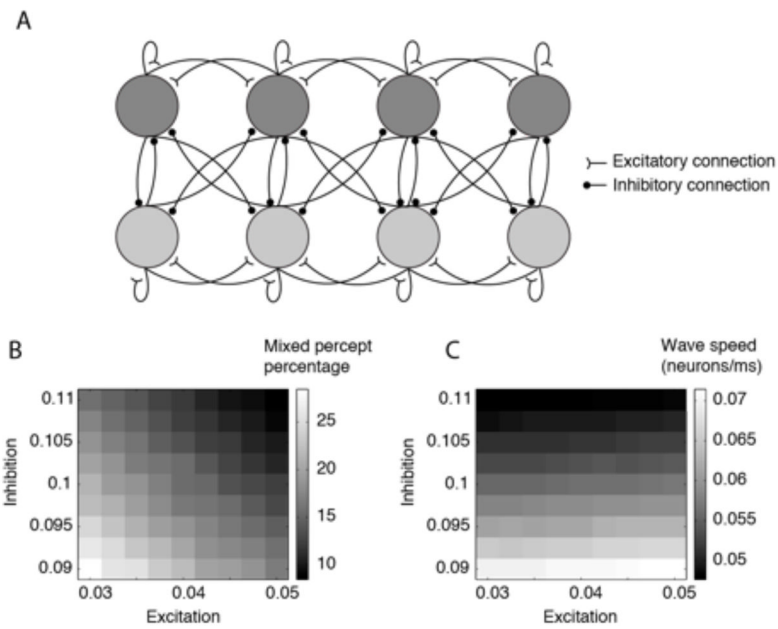 A
Excitatory connection
Inhibitory connection
B
Mixed percept
percentage
0.11
0.105
0.1
0.095
0.09
Inhibition
0.03
0.04
0.05
Excitation
25
20
15
10
C
Wave speed
(neurons/ms)
0.11
0.105
0.1
0.095
0.09
Inhibition
0.03
0.04
0.05
Excitation
0.07
0.065
0.06
0.055
0.05